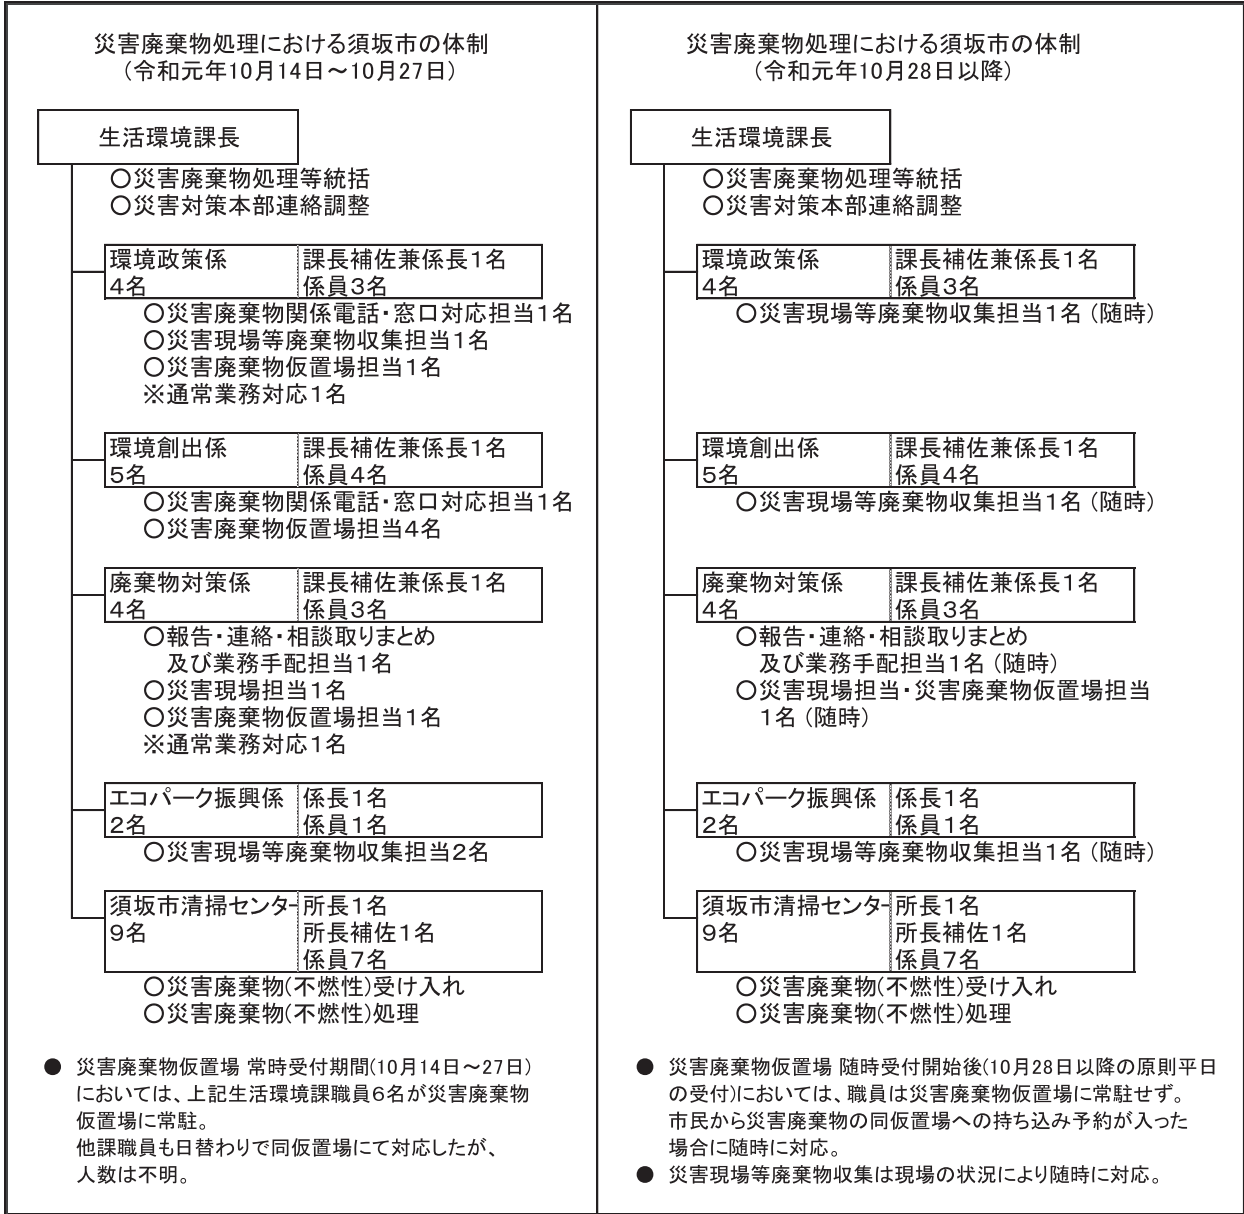 災害廃棄物処理における須坂市の体制
（令和元年10月14日～10月27日）
生活環境課長
○災害廃棄物処理等統括
○災害対策本部連絡調整
環境政策係 課長補佐兼係長1名
4名 係員3名
○災害廃棄物関係電話・窓口対応担当1名
○災害現場等廃棄物収集担当1名
○災害廃棄物仮置場担当1名
※通常業務対応1名
環境創出係 課長補佐兼係長1名
5名 係員4名
○災害廃棄物関係電話・窓口対応担当1名
○災害廃棄物仮置場担当4名
廃棄物対策係 課長補佐兼係長1名
4名 係員3名
○報告・連絡・相談取りまとめ
及び業務手配担当1名
○災害現場担当1名
○災害廃棄物仮置場担当1名
※通常業務対応1名
エコパーク振興係 係長1名
2名 係員1名
○災害現場等廃棄物収集担当2名
須坂市清掃センター 所長1名
9名 所長補佐1名
係員7名
○災害廃棄物(不燃性)受け入れ
○災害廃棄物(不燃性)処理
● 災害廃棄物仮置場 常時受付期間(10月14日～27日)
においては、上記生活環境課職員6名が災害廃棄物
仮置場に常駐。
他課職員も日替わりで同仮置場にて対応したが、
人数は不明。
災害廃棄物処理における須坂市の体制
（令和元年10月28日以降）
生活環境課長
○災害廃棄物処理等統括
○災害対策本部連絡調整
環境政策係 課長補佐兼係長1名
4名 係員3名
○災害現場等廃棄物収集担当1名（随時）
環境創出係 課長補佐兼係長1名
5名 係員4名
○災害現場等廃棄物収集担当1名（随時）
廃棄物対策係 課長補佐兼係長1名
4名 係員3名
○報告・連絡・相談取りまとめ
及び業務手配担当1名（随時）
○災害現場担当・災害廃棄物仮置場担当
1名（随時）
エコパーク振興係 係長1名
2名 係員1名
○災害現場等廃棄物収集担当1名（随時）
須坂市清掃センター 所長1名
9名 所長補佐1名
係員7名
○災害廃棄物(不燃性)受け入れ
○災害廃棄物(不燃性)処理
● 災害廃棄物仮置場 随時受付開始後(10月28日以降の原則平日
の受付)においては、職員は災害廃棄物仮置場に常駐せず。
市民から災害廃棄物の同仮置場への持ち込み予約が入った
場合に随時に対応。
● 災害現場等廃棄物収集は現場の状況により随時に対応。